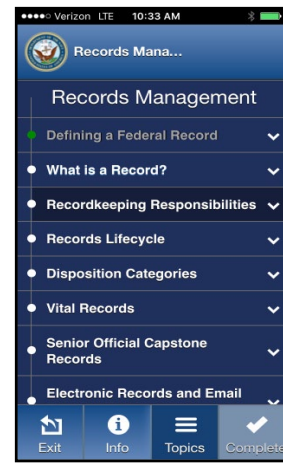 Verizon LTE 10:33 AM
Records Mana...
Records Management
Defining a Federal Record
What is a Record?
Recordkeeping Responsibilities
Records Lifecycle
Disposition Categories
Vital Records
Senior Official Capstone
Records
Electronic Records and Email
Exit Info Topics Complete